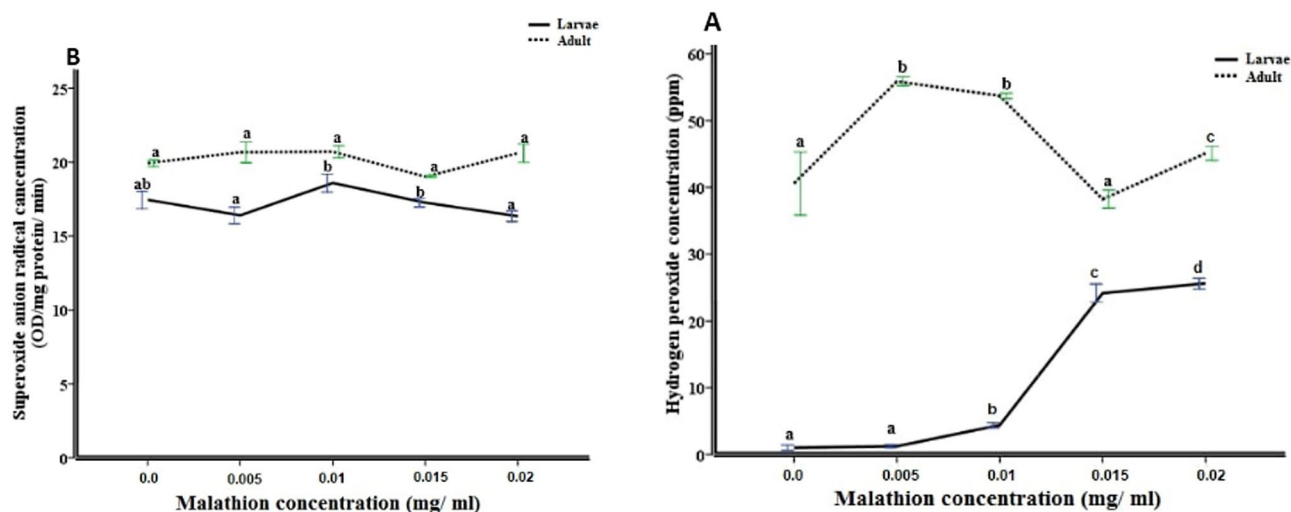 B
Larvae
Adult
Superoxide anion radical cancentration
(OD/mg protein/ min)
25
20
15
10
5
0
a
a
a
a
a
ab
a
b
b
a
0.0
0.005
0.01
0.015
0.02
Malathion concentration (mg/ ml)
A
Larvae
Adult
Hydrogen peroxide concentration (ppm)
60
50
40
30
20
10
0
a
b
b
a
c
a
a
b
c
d
0.0
0.005
0.01
0.015
0.02
Malathion concentration (mg/ ml)